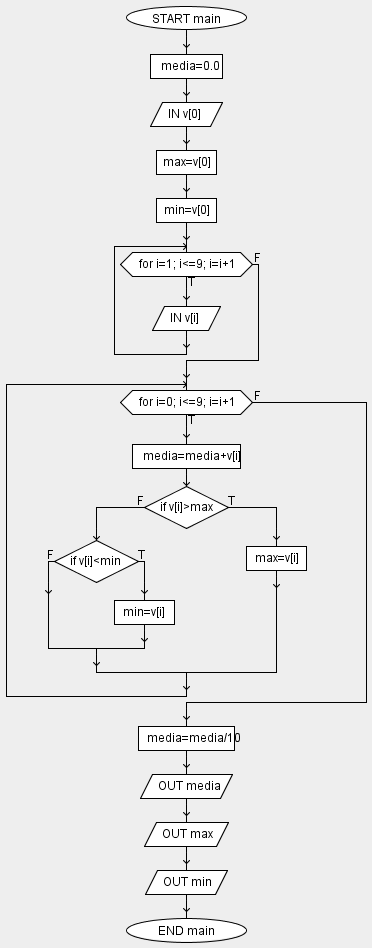 START main
media=0.0
IN v[0]
max=v[0]
min=v[0]
for i=1; i<=9; i=i+1
F
T
IN v[i]
for i=0; i<=9; i=i+1
F
T
media=media+v[i]
if v[i]>max
F
T
if v[i]<min
F
T
max=v[i]
min=v[i]
media=media/10
OUT media
OUT max
OUT min
END main